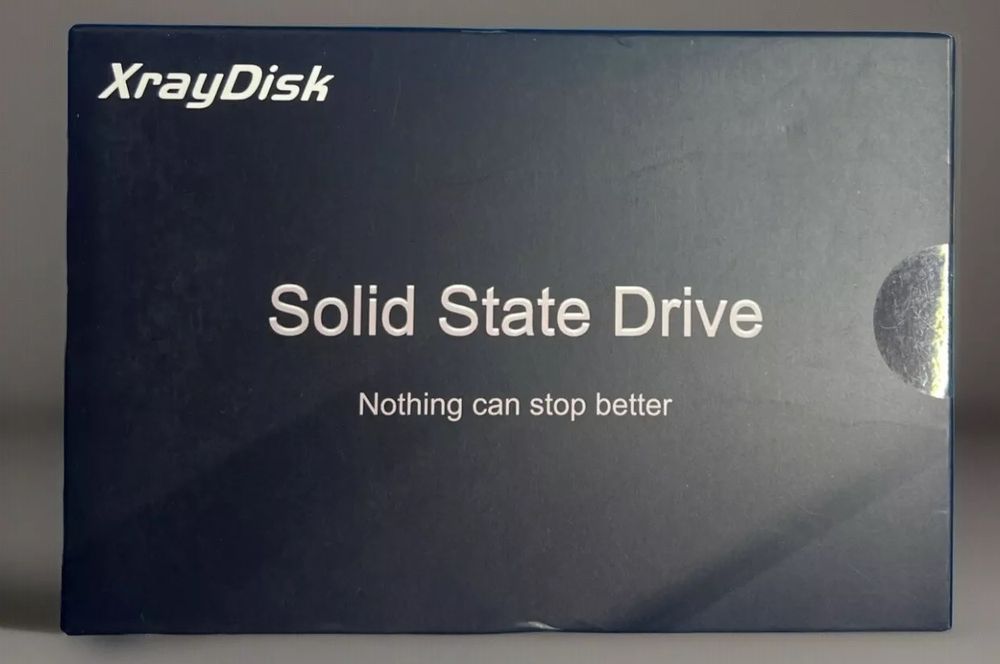 XrayDisk
Solid State Drive
Nothing can stop better